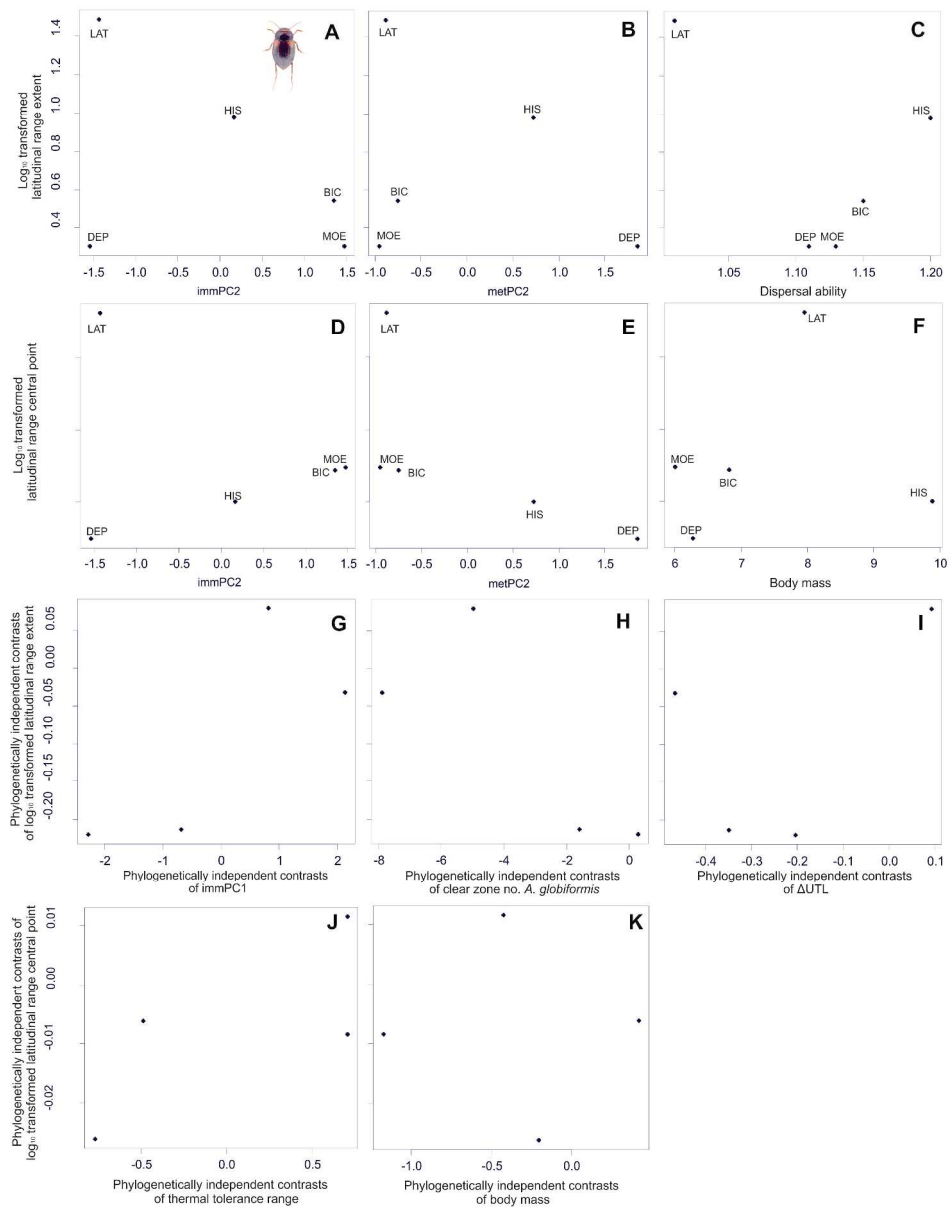 A
LAT
HIS
BIC
DEP
MOE
1.4
1.2
1.0
0.8
0.6
0.4
Log₁₀ transformed
latitudinal range extent
-1.5 -1.0 -0.5 0.0 0.5 1.0 1.5
immPC2
B
LAT
HIS
BIC
MOE
DEP
-1.0 -0.5 0.0 0.5 1.0 1.5
metPC2
C
LAT
HIS
BIC
DEP MOE
1.05 1.10 1.15 1.20
Dispersal ability
D
LAT
MOE
BIC
HIS
DEP
Log₁₀ transformed
latitudinal range central point
-1.5 -1.0 -0.5 0.0 0.5 1.0 1.5
immPC2
E
LAT
MOE
BIC
HIS
DEP
-1.0 -0.5 0.0 0.5 1.0 1.5
metPC2
F
LAT
MOE
BIC
HIS
DEP
6 7 8 9 10
Body mass
G
0.05
0.00
-0.05
-0.10
-0.15
-0.20
Phylogenetically independent contrasts
of log₁₀ transformed latitudinal range extent
-2 -1 0 1 2
Phylogenetically independent contrasts
of immPC1
H
-8 -6 -4 -2 0
Phylogenetically independent contrasts
of clear zone no. A. globiformis
I
-0.4 -0.3 -0.2 -0.1 0.0 0.1
Phylogenetically independent contrasts
of ΔUTL
J
0.01
0.00
-0.01
-0.02
Phylogenetically independent contrasts of
log₁₀ transformed latitudinal range central point
-0.5 0.0 0.5
Phylogenetically independent contrasts
of thermal tolerance range
K
-1.0 -0.5 0.0
Phylogenetically independent contrasts
of body mass